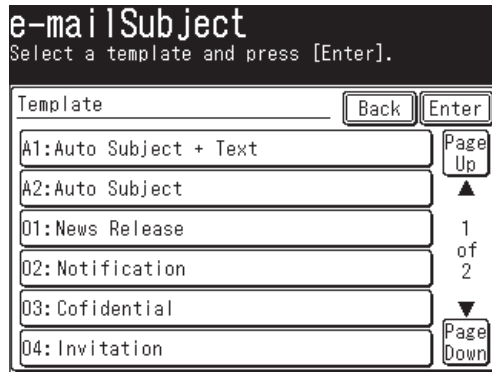 e-mailSubject
Select a template and press [Enter].
Template
Back
Enter
A1:Auto Subject + Text
A2:Auto Subject
01:News Release
02:Notification
03:Cofidential
04:Invitation
Page
Up
1
of
2
Page
Down